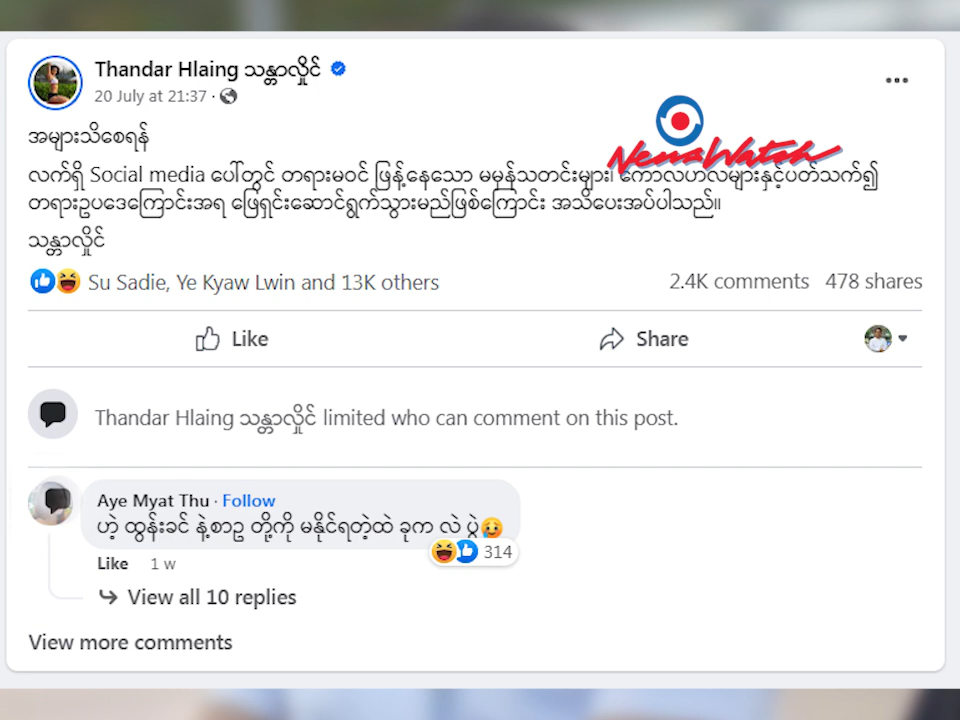 Thandar Hlaing သန္တာလှိုင်
20 July at 21:37 ·
News Watch
အများသိစေရန်
လက်ရှိ Social media ပေါ်တွင် တရားမဝင် ဖြန့်နေသော မမှန်သတင်းများ၊ ကောလဟလများနှင့်ပတ်သက်၍
တရားဥပဒေကြောင်းအရ ဖြေရှင်းဆောင်ရွက်သွားမည်ဖြစ်ကြောင်း အသိပေးအပ်ပါသည်။
သန္တာလှိုင်
Su Sadie, Ye Kyaw Lwin and 13K others
2.4K comments 478 shares
Like
Share
Thandar Hlaing သန္တာလှိုင် limited who can comment on this post.
Aye Myat Thu · Follow
ဟဲ့ ထွန်းခင် နဲ့စာဥ တို့ကို မနိုင်ရတဲ့ထဲ ခုက လဲ ပွဲ🥲
314
Like 1 w
View all 10 replies
View more comments